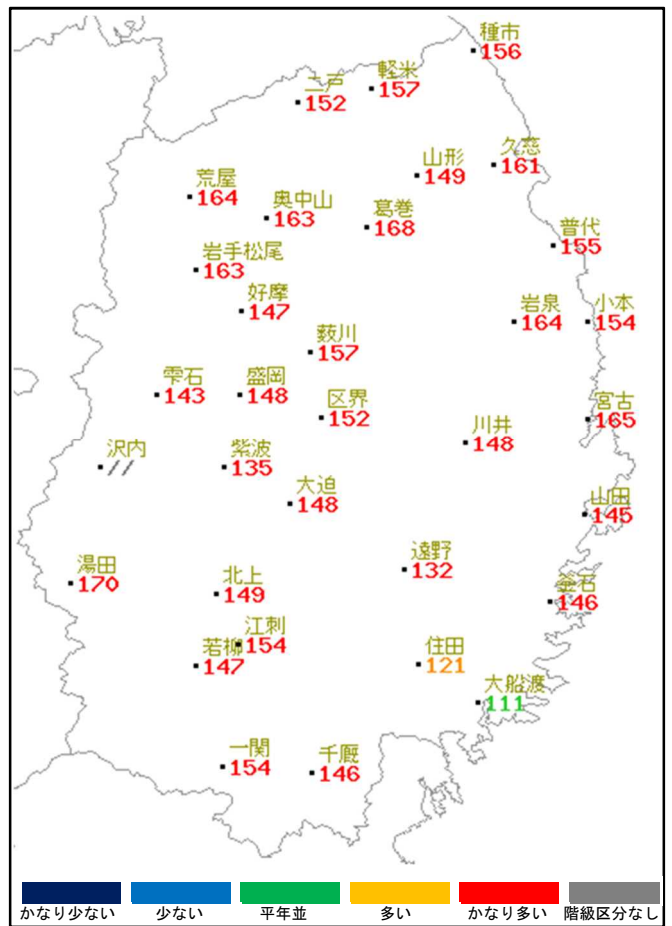 種市
156
軽米
157
二戸
152
久慈
161
山形
149
荒屋
164
奥中山
163
葛巻
168
普代
155
岩手松尾
163
好摩
147
岩泉
164
小本
154
薮川
157
雫石
143
盛岡
148
区界
152
宮古
165
川井
148
沢内
//
紫波
135
大迫
148
山田
145
遠野
132
湯田
170
北上
149
釜石
146
江刺
154
若柳
147
住田
121
大船渡
111
一関
154
千厩
146
かなり少ない 少ない 平年並 多い かなり多い 階級区分なし